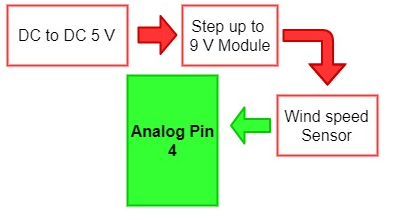 DC to DC 5 V
Step up to
9 V Module
Wind speed
Sensor
Analog Pin
4